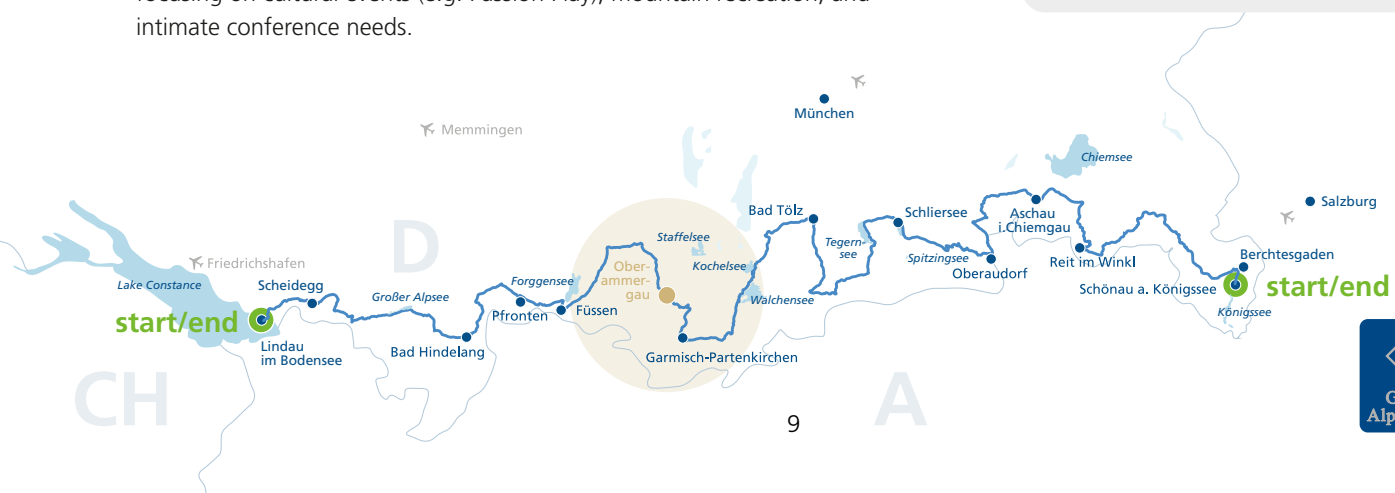 intimate conference needs.
München
Memmingen
Chiemsee
Salzburg
Bad Tölz
Schliersee
Aschau
i.Chiemgau
D
Staffelsee
Tegern-
see
Spitzingsee
Berchtesgaden
Friedrichshafen
Ober-
ammer-
gau
Kochelsee
Oberaudorf
Reit im Winkl
Lake Constance
Scheidegg
Großer Alpsee
Forggensee
Walchensee
Schönau a. Königssee
start/end
Königssee
start/end
Pfronten
Füssen
Lindau
im Bodensee
Bad Hindelang
Garmisch-Partenkirchen
CH
A
9